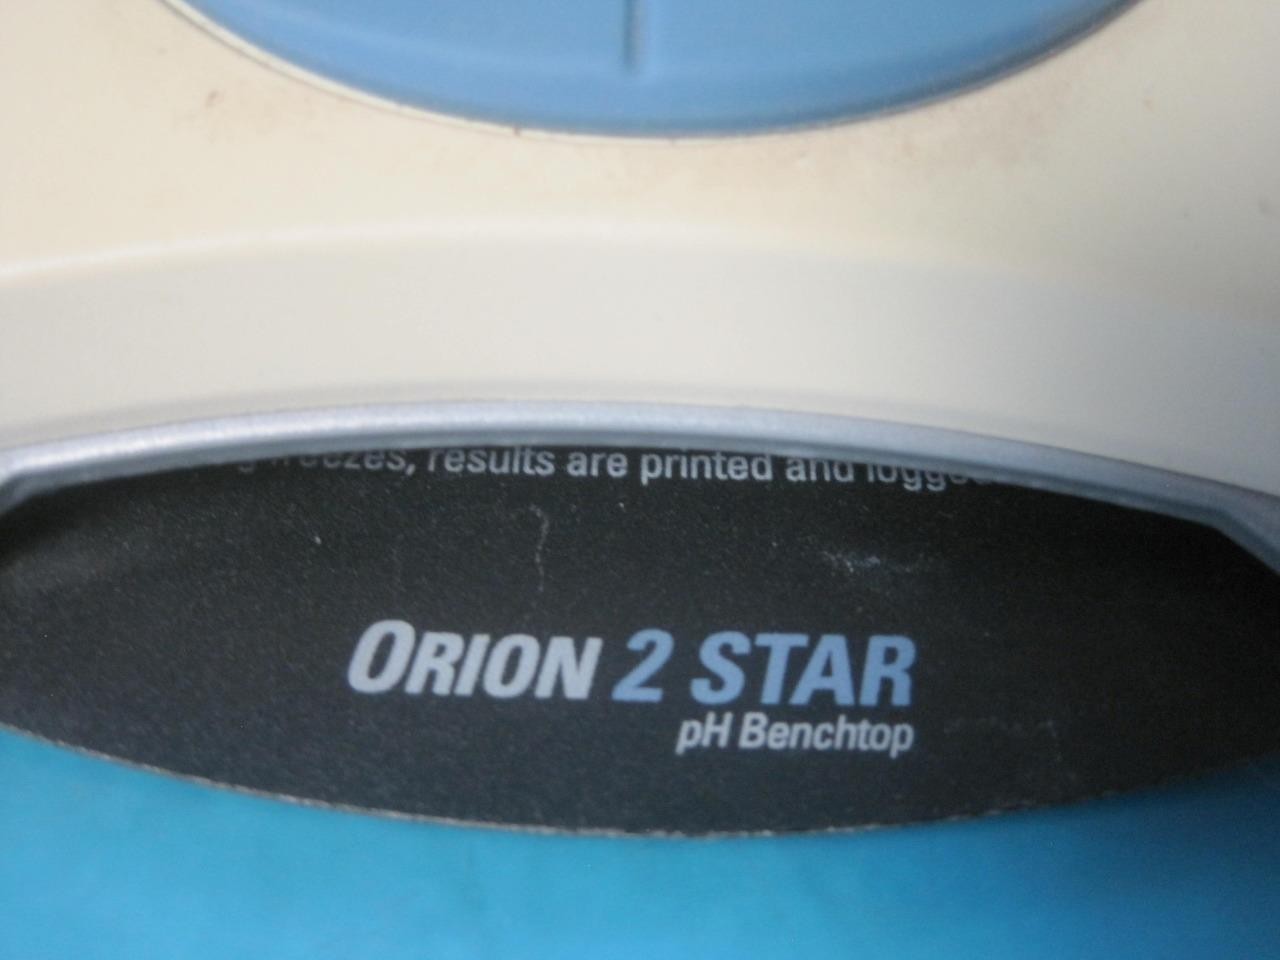 results are printed and
ORION 2 STAR
pH Benchtop